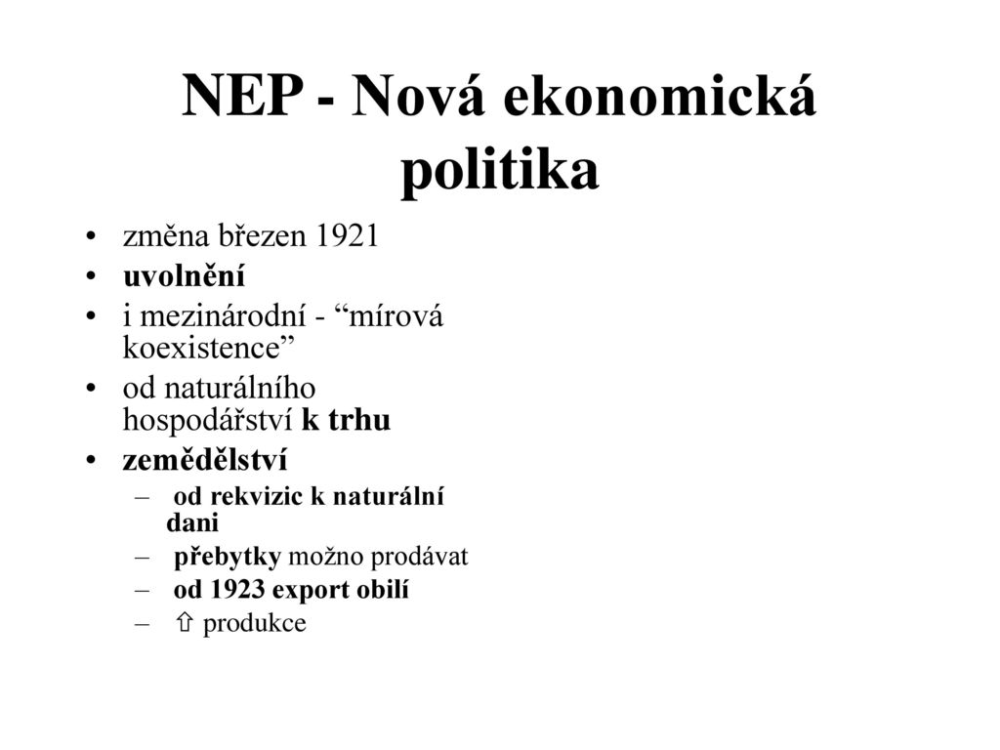 NEP - Nová ekonomická
politika
• změna březen 1921
• uvolnění
• i mezinárodní - “mírová
koexistence”
• od naturálního
hospodářství k trhu
• zemědělství
– od rekvizic k naturální
dani
– přebytky možno prodávat
– od 1923 export obilí
– ⇧ produkce